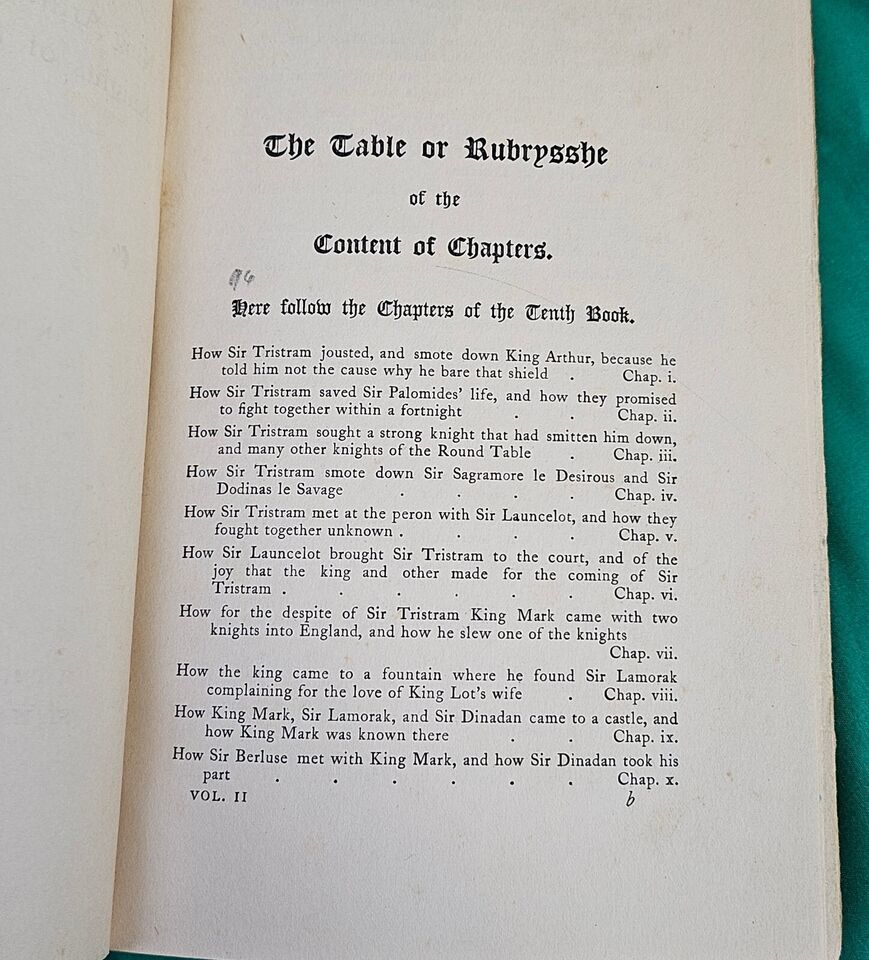 The Table or Rubrysshe
of the
Content of Chapters.
Here follow the Chapters of the Tenth Book.
How Sir Tristram jousted, and smote down King Arthur, because he
told him not the cause why he bare that shield . Chap. i.
How Sir Tristram saved Sir Palomides' life, and how they promised
to fight together within a fortnight . . Chap. ii.
How Sir Tristram sought a strong knight that had smitten him down,
and many other knights of the Round Table . Chap. iii.
How Sir Tristram smote down Sir Sagramore le Desirous and Sir
Dodinas le Savage . . . . Chap. iv.
How Sir Tristram met at the peron with Sir Launcelot, and how they
fought together unknown . . . . Chap. v.
How Sir Launcelot brought Sir Tristram to the court, and of the
joy that the king and other made for the coming of Sir
Tristram . . . . . . Chap. vi.
How for the despite of Sir Tristram King Mark came with two
knights into England, and how he slew one of the knights
Chap. vii.
How the king came to a fountain where he found Sir Lamorak
complaining for the love of King Lot's wife . Chap. viii.
How King Mark, Sir Lamorak, and Sir Dinadan came to a castle, and
how King Mark was known there . . Chap. ix.
How Sir Berluse met with King Mark, and how Sir Dinadan took his
part . . . . . . Chap. x.
VOL. II b